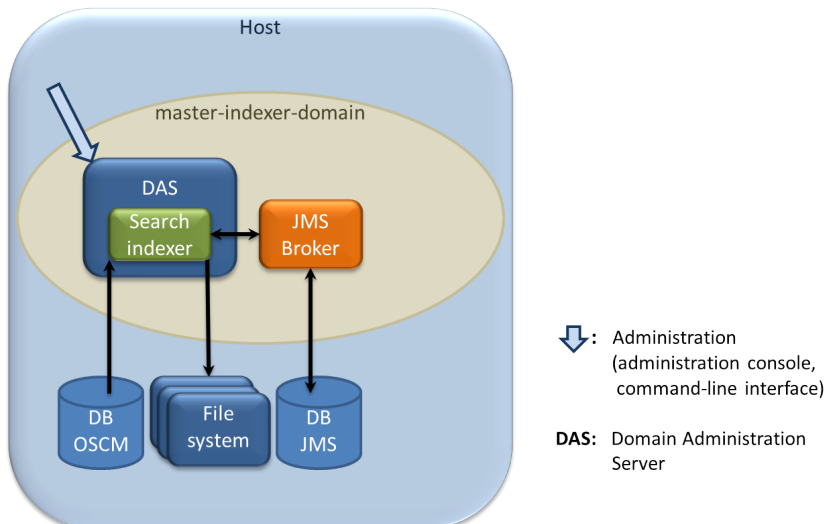 Host
master-indexer-domain
DAS
Search
indexer
JMS
Broker
DB
OSCM
File
system
DB
JMS
: Administration
(administration console,
command-line interface)
DAS: Domain Administration
Server